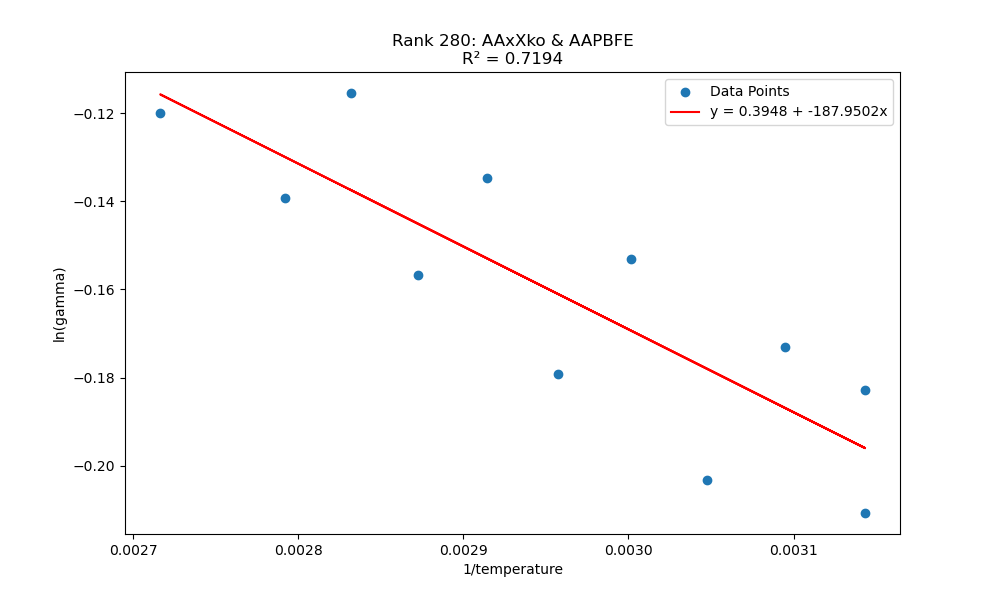 Rank 280: AAxXko & AAPBFE
R² = 0.7194
Data Points
y = 0.3948 + -187.9502x
ln(gamma)
−0.12
−0.14
−0.16
−0.18
−0.20
0.0027
0.0028
0.0029
0.0030
0.0031
1/temperature